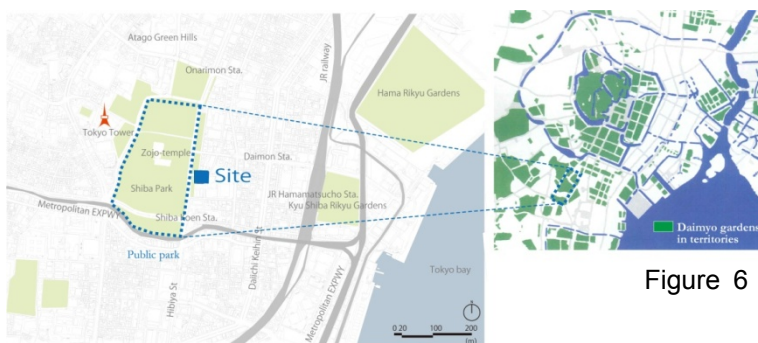 Atago Green Hills
Onarimon Sta.
JR railway
Hama Rikyu Gardens
Tokyo Tower
Zojo-temple
Daimon Sta.
Site
Shiba Park
JR Hamamatsucho Sta.
Kyu Shiba Rikyu Gardens
Metropolitan EXPWY
Shiba Koen Sta.
Public park
Hibiya St
Daiichi Keihin St
Metropolitan EXPWY
Tokyo bay
0 20 100 200
(m)
Daimyo gardens
in territories
Figure 6